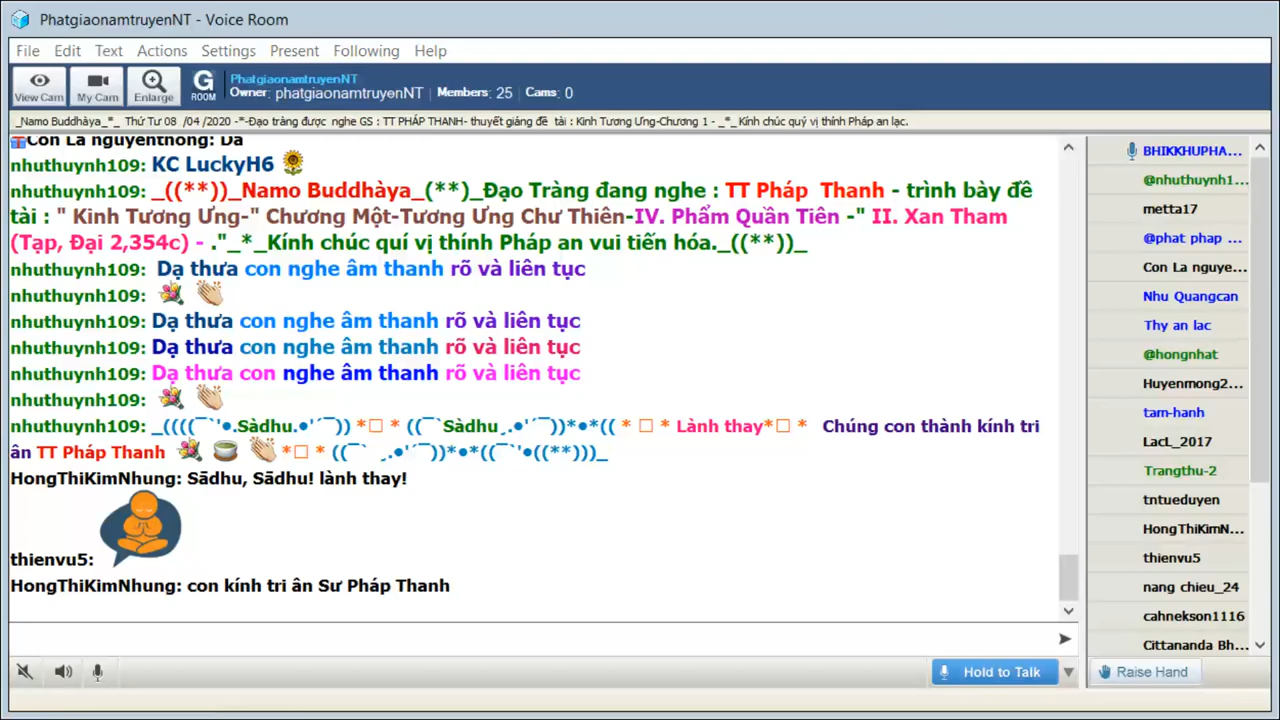 PhatgiaonamtruyenNT - Voice Room
File Edit Text Actions Settings Present Following Help
View Cam My Cam Enlarge G ROOM
PhatgiaonamtruyenNT
Owner: phatgiaonamtruyenNT Members: 25 Cams: 0
_Namo Buddhàya_*_ Thứ Tư 08 /04 /2020 -*-Đạo tràng được nghe GS : TT PHÁP THANH- thuyết giảng đề tài : Kinh Tương Ưng-Chương 1 - _*_ Kính chúc quý vị thính Pháp an lạc.
Con La nguyenthong: Da
nhuthuynh109: KC LuckyH6
nhuthuynh109: _((**))_Namo Buddhàya_(**)_Đạo Tràng đang nghe : TT Pháp Thanh - trình bày đề
tài : " Kinh Tương Ưng-" Chương Một-Tương Ưng Chư Thiên-IV. Phẩm Quần Tiên -" II. Xan Tham
(Tạp, Đại 2,354c) - ."_*_Kính chúc quí vị thính Pháp an vui tiến hóa._((**))_
nhuthuynh109: Dạ thưa con nghe âm thanh rõ và liên tục
nhuthuynh109:
nhuthuynh109: Dạ thưa con nghe âm thanh rõ và liên tục
nhuthuynh109: Dạ thưa con nghe âm thanh rõ và liên tục
nhuthuynh109: Dạ thưa con nghe âm thanh rõ và liên tục
nhuthuynh109:
nhuthuynh109: _((((¯`'●.Sàdhu.●'´¯)) *□ * ((¯`Sàdhu¸.●'´¯))*●*(( * □ * Lành thay*□ * Chúng con thành kính tri
ân TT Pháp Thanh *□ * ((¯` ¸.●'´¯))*●*((¯`'●((**)))_
HongThiKimNhung: Sādhu, Sādhu! lành thay!
thienvu5:
HongThiKimNhung: con kính tri ân Sư Pháp Thanh
BHIKKHUPHA...
@nhuthuynh1...
metta17
@phat phap ...
Con La nguye...
Nhu Quangcan
Thy an lac
@hongnhat
Huyenmong2...
tam-hanh
LacL_2017
Trangthu-2
tntueduyen
HongThiKimN...
thienvu5
nang chieu_24
cahnekson1116
Cittananda Bh...
Hold to Talk
Raise Hand